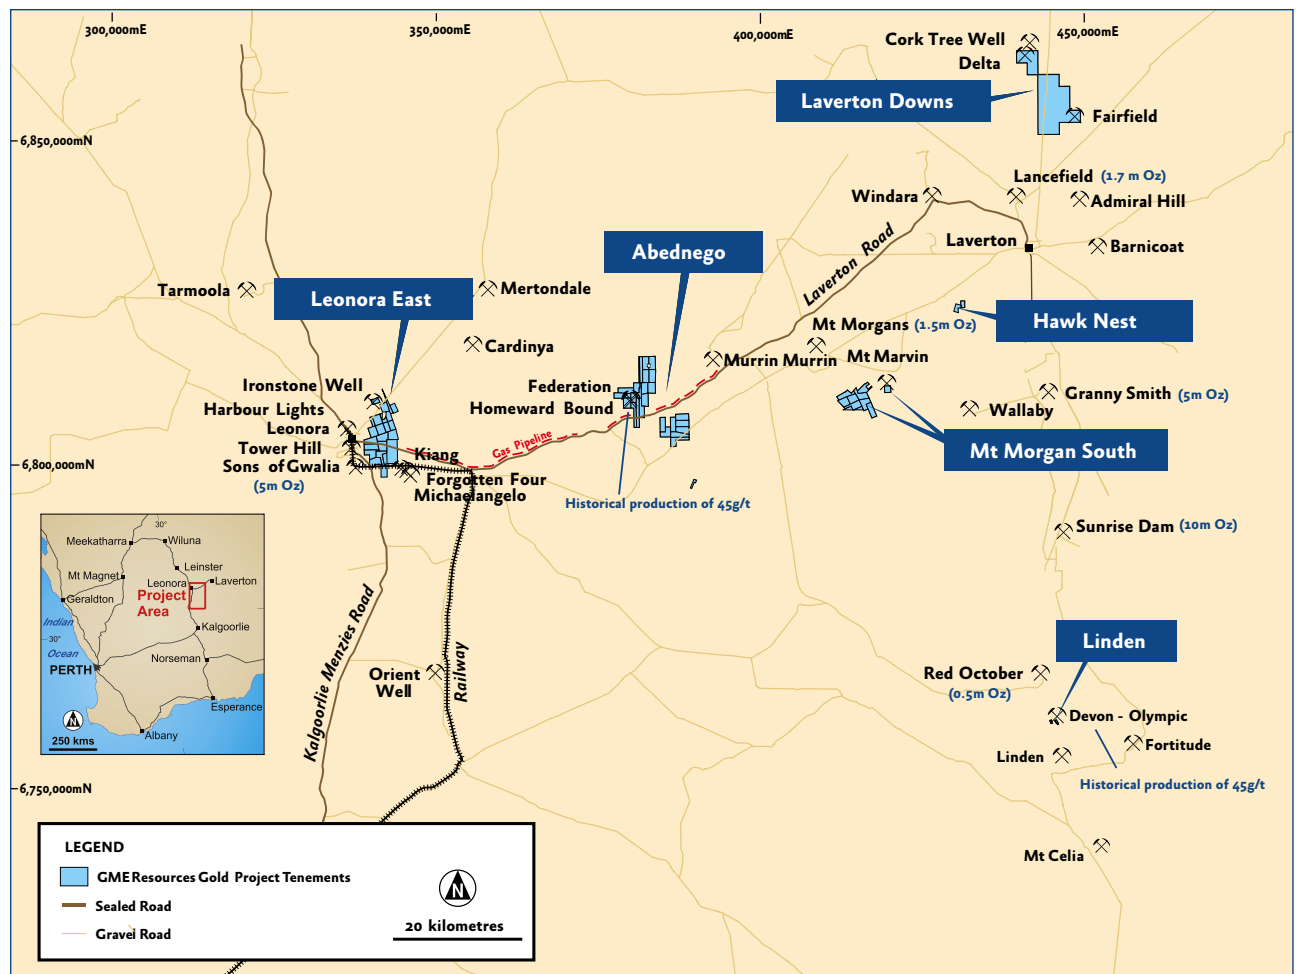 300,000mE
350,000mE
400,000mE
450,000mE
Cork Tree Well
Delta
Laverton Downs
Fairfield
6,850,000mN
Lancefield (1.7 m Oz)
Windara
Admiral Hill
Laverton Road
Laverton
Barnicoat
Abednego
Tarmoola
Leonora East
Mertondale
Hawk Nest
Mt Morgans (1.5m Oz)
Cardinya
Murrin Murrin
Mt Marvin
Ironstone Well
Federation
Granny Smith (5m Oz)
Harbour Lights
Homeward Bound
Wallaby
Leonora
Gas Pipeline
Tower Hill
Kiang
Mt Morgan South
6,800,000mN
Sons of Gwalia
(5m Oz)
Forgotten Four
Michaelangelo
Historical production of 45g/t
Sunrise Dam (10m Oz)
30°
Meekatharra
Wiluna
Leinster
Mt Magnet
Leonora
Laverton
Project
Area
Geraldton
Indian
Kalgoorlie
30°
Ocean
Norseman
PERTH
Esperance
N
Albany
250 kms
Kalgoorlie Menzies Road
Railway
Orient
Well
Linden
Red October
(0.5m Oz)
Devon - Olympic
Fortitude
Linden
Historical production of 45g/t
6,750,000mN
Mt Celia
LEGEND
GME Resources Gold Project Tenements
Sealed Road
Gravel Road
N
20 kilometres